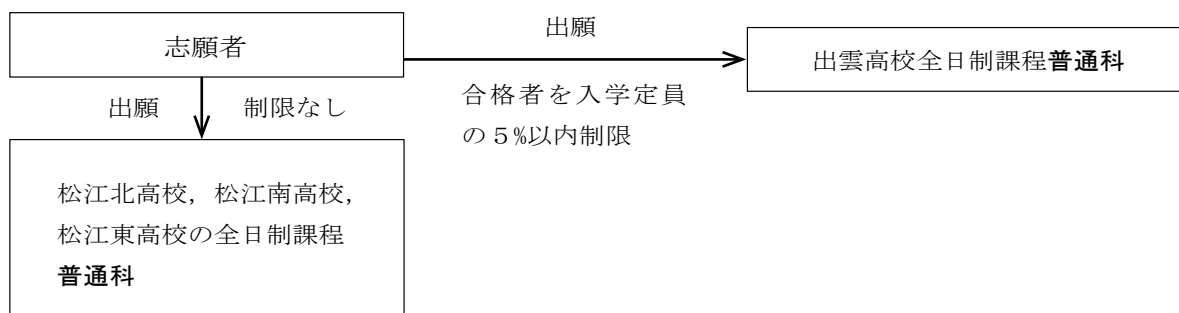 志願者
出願
合格者を入学定員
の５%以内制限
出雲高校全日制課程普通科
出願　制限なし
松江北高校，松江南高校，
松江東高校の全日制課程
普通科